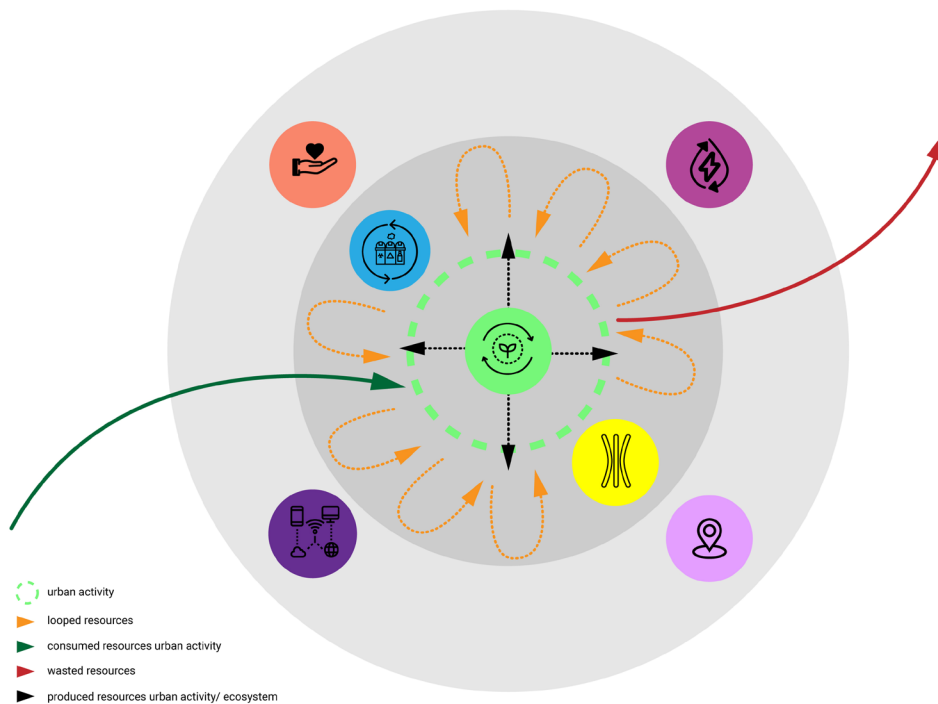 urban activity
looped resources
consumed resources urban activity
wasted resources
produced resources urban activity/ ecosystem